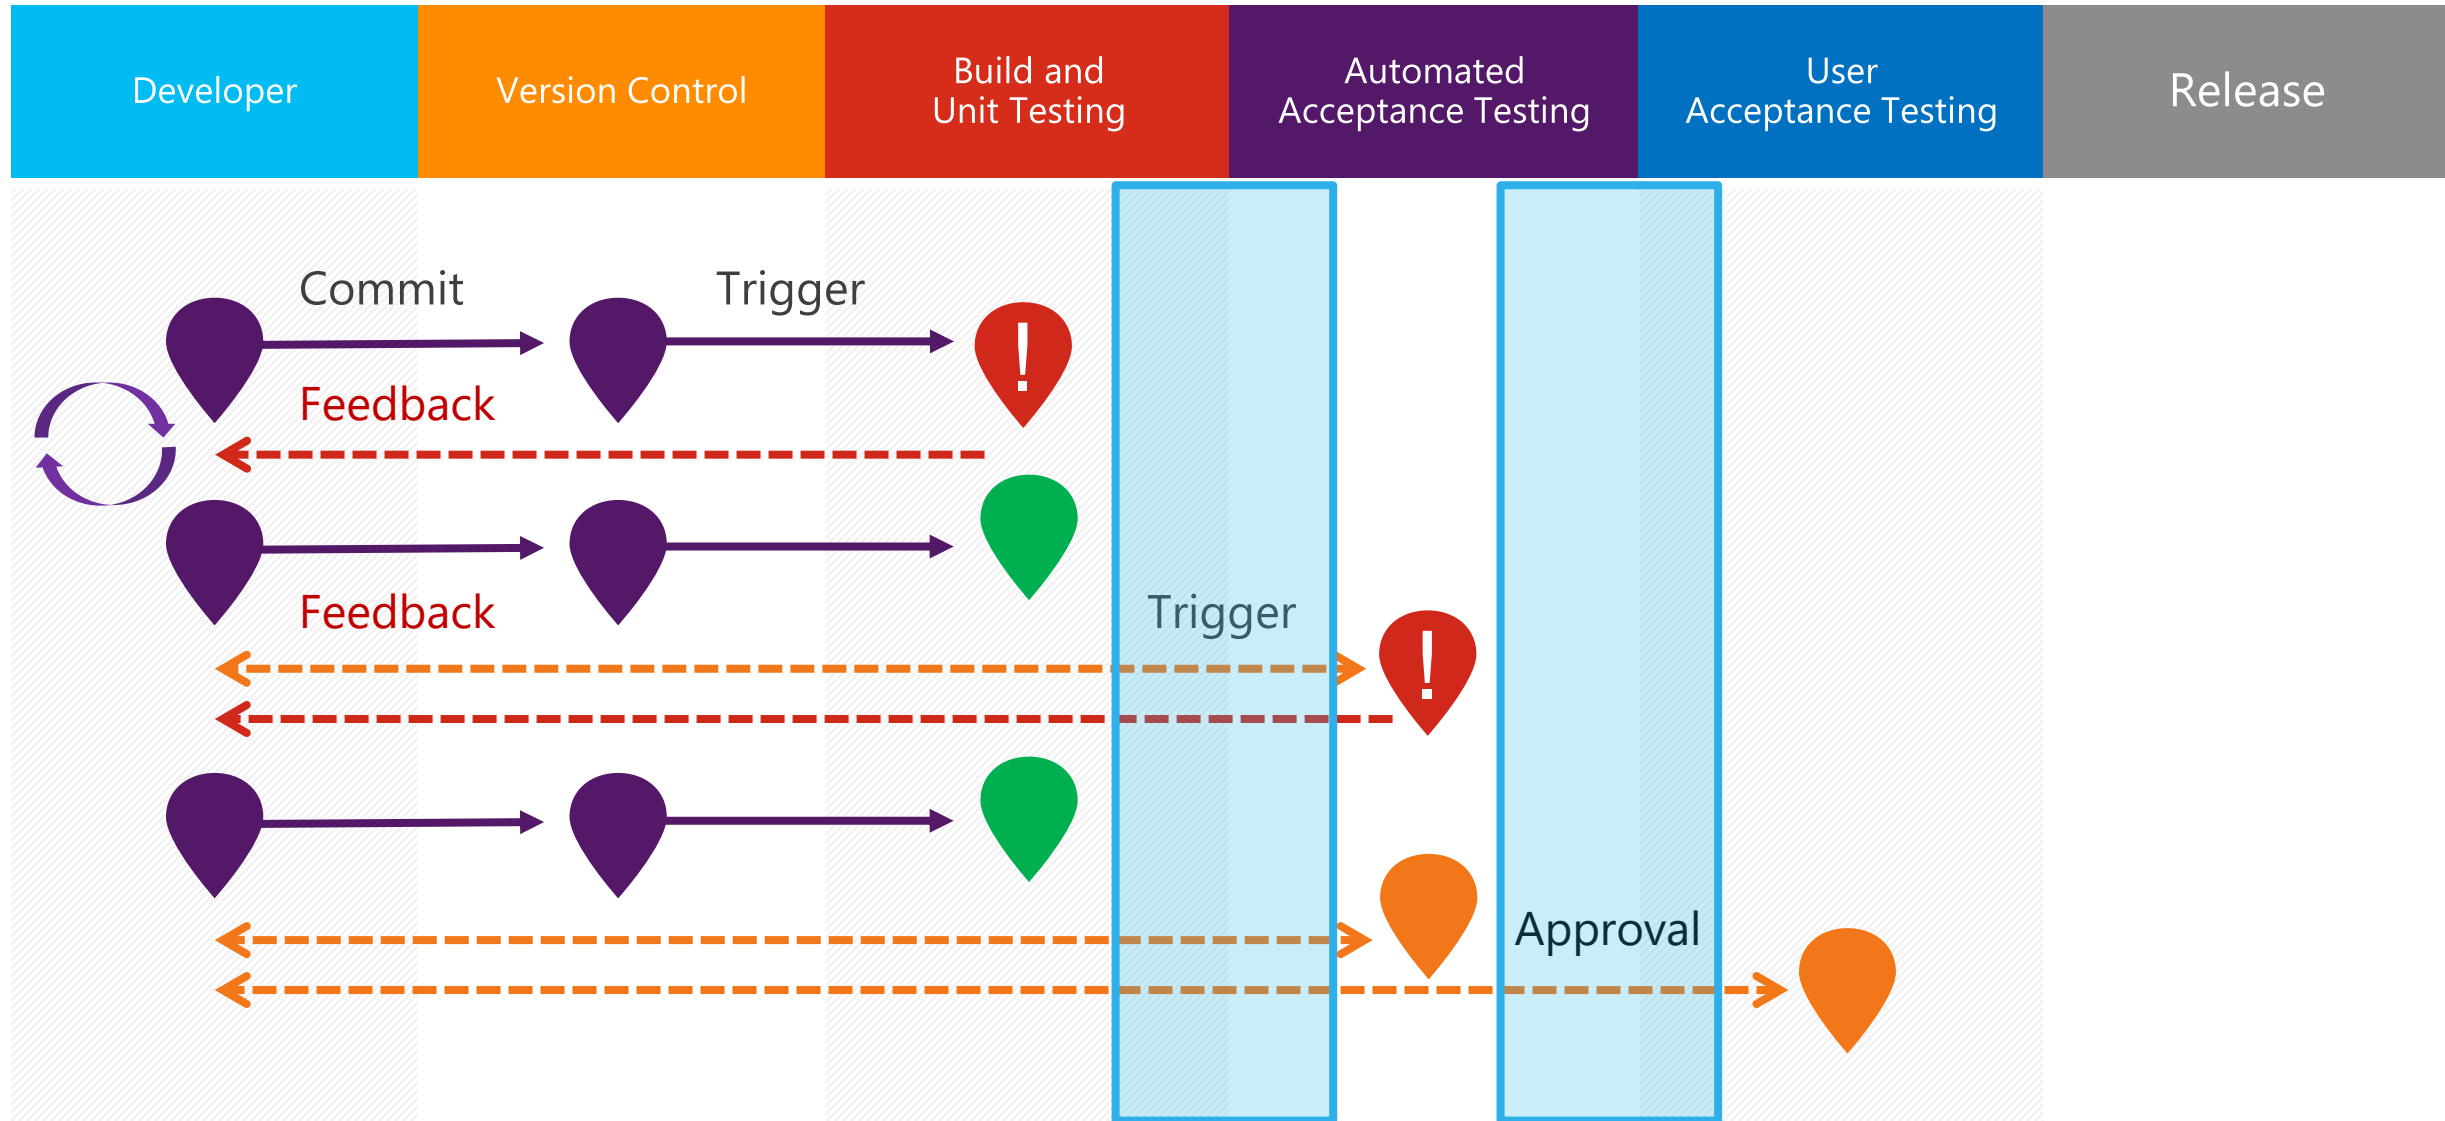 Developer
Version Control
Build and
Unit Testing
Automated
Acceptance Testing
User
Acceptance Testing
Release
Commit
Trigger
!
Feedback
Feedback
Trigger
!
Approval